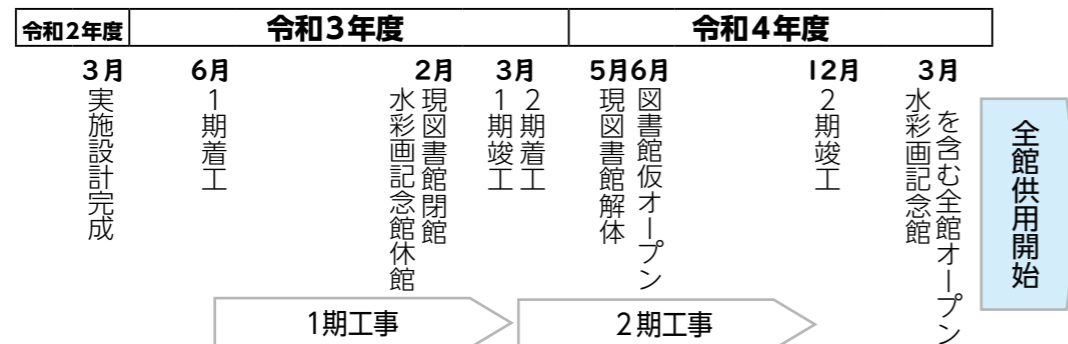 令和2年度
令和3年度
令和4年度
3月
実施設計完成
6月
1期着工
2月
現図書館閉館
水彩画記念館休館
3月
2期着工
1期竣工
5月
現図書館解体
6月
図書館仮オープン
12月
2期竣工
3月
水彩画記念館
を含む全館オープン
全館供用開始
1期工事
2期工事